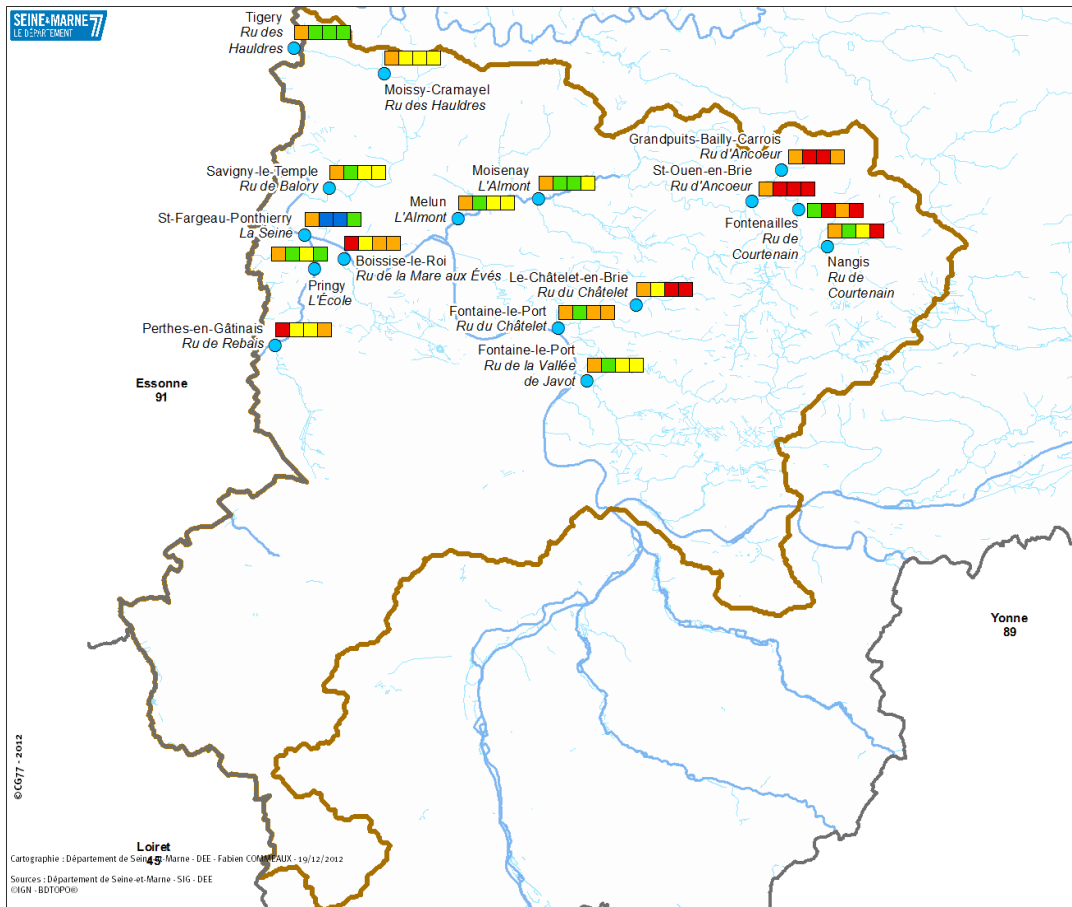 SEINE&MARNE 77
LE DÉPARTEMENT
Tigery
Ru des
Hauldres
Moissy-Cramayel
Ru des Hauldres
Grandpuits-Bailly-Carrois
Ru d'Ancoeur
St-Ouen-en-Brie
Ru d'Ancoeur
Savigny-le-Temple
Ru de Balory
Moisenay
L'Almont
Melun
L'Almont
St-Fargeau-Ponthierry
La Seine
Fontenailles
Ru de
Courtenain
Nangis
Ru de
Courtenain
Boissise-le-Roi
Ru de la Mare aux Évés
Pringy
L'École
Le-Châtelet-en-Brie
Ru du Châtelet
Fontaine-le-Port
Ru du Châtelet
Perthes-en-Gâtinais
Ru de Rebais
Fontaine-le-Port
Ru de la Vallée
de Javot
Essonne
91
Yonne
89
©CG77 - 2012
Loiret
45
Cartographie : Département de Seine-et-Marne - DEE - Fabien COMMEAUX - 19/12/2012
Sources : Département de Seine-et-Marne - SIG - DEE
©IGN - BDTOPO®